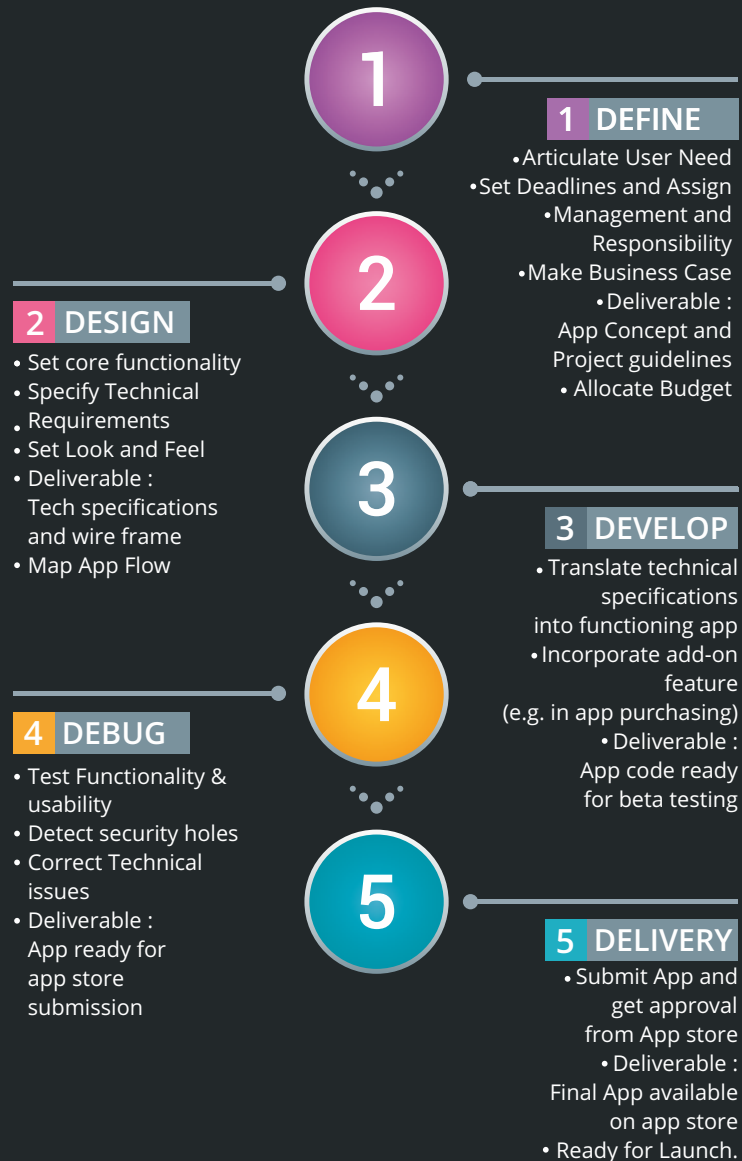 1
1 DEFINE
•Articulate User Need
•Set Deadlines and Assign
•Management and
Responsibility
•Make Business Case
•Deliverable :
App Concept and
Project guidelines
• Allocate Budget
2
2 DESIGN
• Set core functionality
• Specify Technical
• Requirements
• Set Look and Feel
• Deliverable :
Tech specifications
and wire frame
• Map App Flow
3
3 DEVELOP
• Translate technical
specifications
into functioning app
•Incorporate add-on
feature
(e.g. in app purchasing)
• Deliverable :
App code ready
for beta testing
4
4 DEBUG
• Test Functionality &
usability
• Detect security holes
• Correct Technical
issues
• Deliverable :
App ready for
app store
submission
5
5 DELIVERY
• Submit App and
get approval
from App store
• Deliverable :
Final App available
on app store
• Ready for Launch.